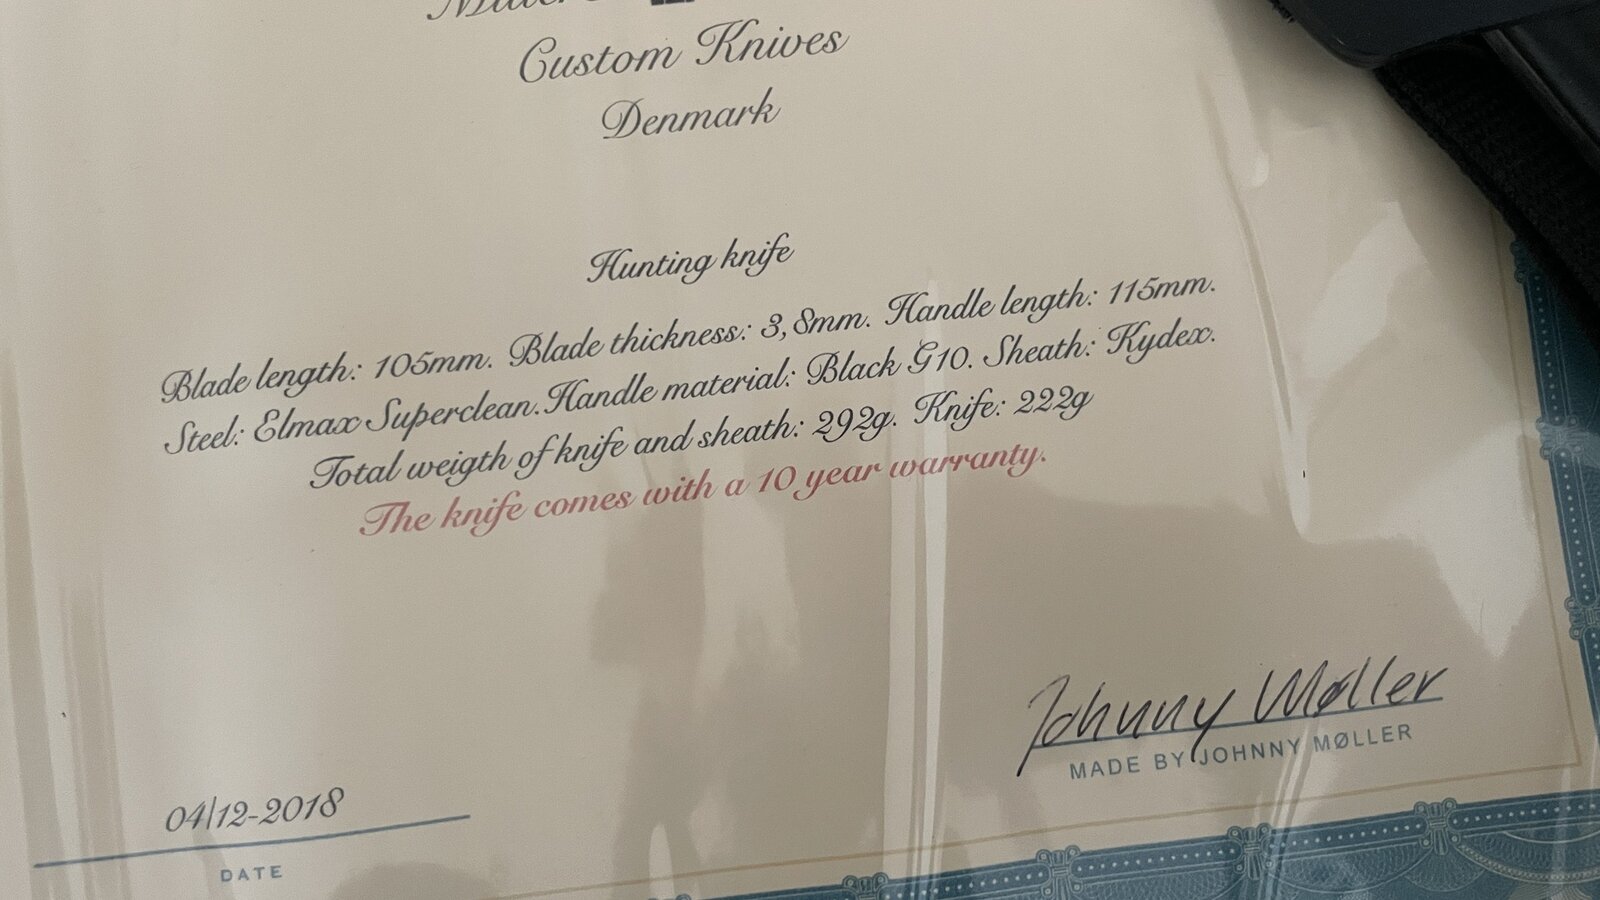 Custom Knives
Denmark
Hunting knife
Blade length: 105mm. Blade thickness: 3,8mm. Handle length: 115mm.
Steel: Elmax Superclean. Handle material: Black G10. Sheath: Kydex.
Total weigth of knife and sheath: 292g. Knife: 222g
The knife comes with a 10 year warranty.
Johnny Møller
MADE BY JOHNNY MØLLER
04/12-2018
DATE